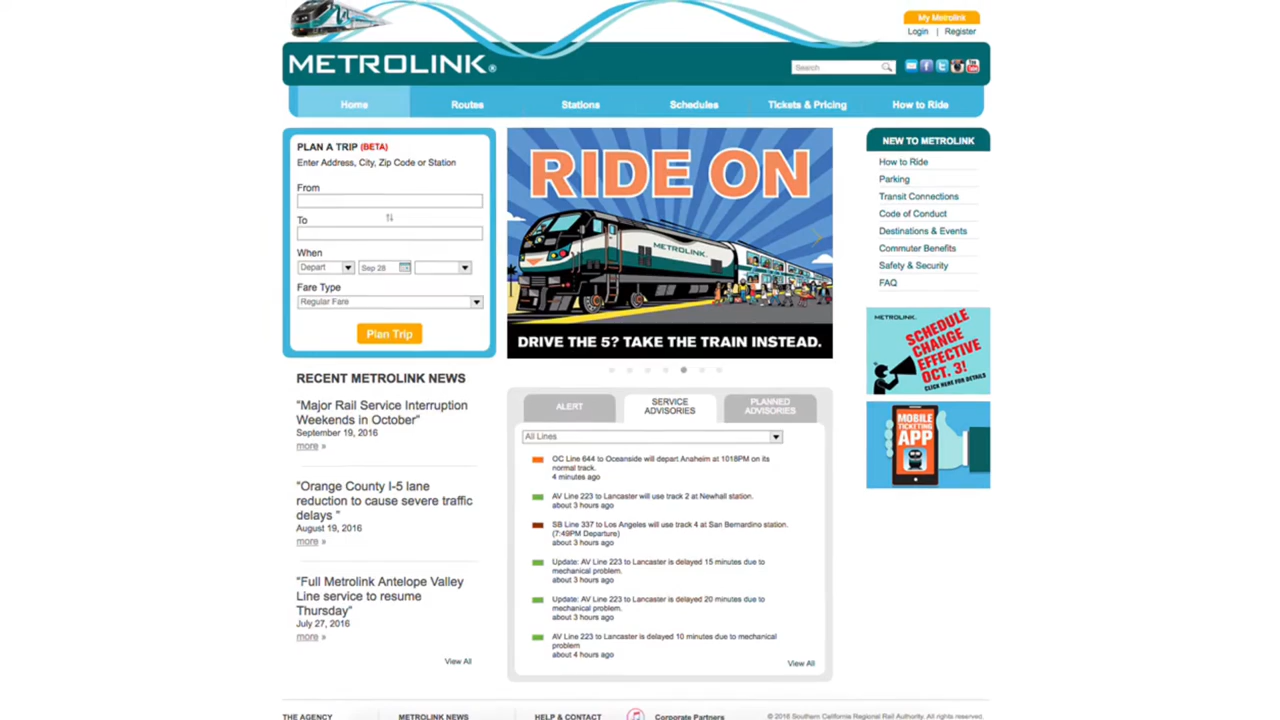 My Metrolink
Login | Register
METROLINK®
Search
Home Routes Stations Schedules Tickets & Pricing How to Ride
PLAN A TRIP (BETA)
Enter Address, City, Zip Code or Station
From
To
When
Depart Sep 28
Fare Type
Regular Fare
Plan Trip
RIDE ON
METROLINK
DRIVE THE 5? TAKE THE TRAIN INSTEAD.
NEW TO METROLINK
How to Ride
Parking
Transit Connections
Code of Conduct
Destinations & Events
Commuter Benefits
Safety & Security
FAQ
METROLINK
SCHEDULE
CHANGE
EFFECTIVE
OCT. 3!
CLICK HERE FOR DETAILS
MOBILE
TICKETING
APP
RECENT METROLINK NEWS
"Major Rail Service Interruption
Weekends in October"
September 19, 2016
more »
"Orange County I-5 lane
reduction to cause severe traffic
delays "
August 19, 2016
more »
"Full Metrolink Antelope Valley
Line service to resume
Thursday"
July 27, 2016
more »
View All
ALERT
SERVICE
ADVISORIES
PLANNED
ADVISORIES
All Lines
OC Line 644 to Oceanside will depart Anaheim at 1018PM on its
normal track.
4 minutes ago
AV Line 223 to Lancaster will use track 2 at Newhall station.
about 3 hours ago
SB Line 337 to Los Angeles will use track 4 at San Bernardino station.
(7:49PM Departure)
about 3 hours ago
Update: AV Line 223 to Lancaster is delayed 15 minutes due to
mechanical problem.
about 3 hours ago
Update: AV Line 223 to Lancaster is delayed 20 minutes due to
mechanical problem.
about 3 hours ago
AV Line 223 to Lancaster is delayed 10 minutes due to mechanical
problem
about 4 hours ago
View All
THE AGENCY METROLINK NEWS HELP & CONTACT Corporate Partners © 2016 Southern California Regional Rail Authority. All rights reserved.